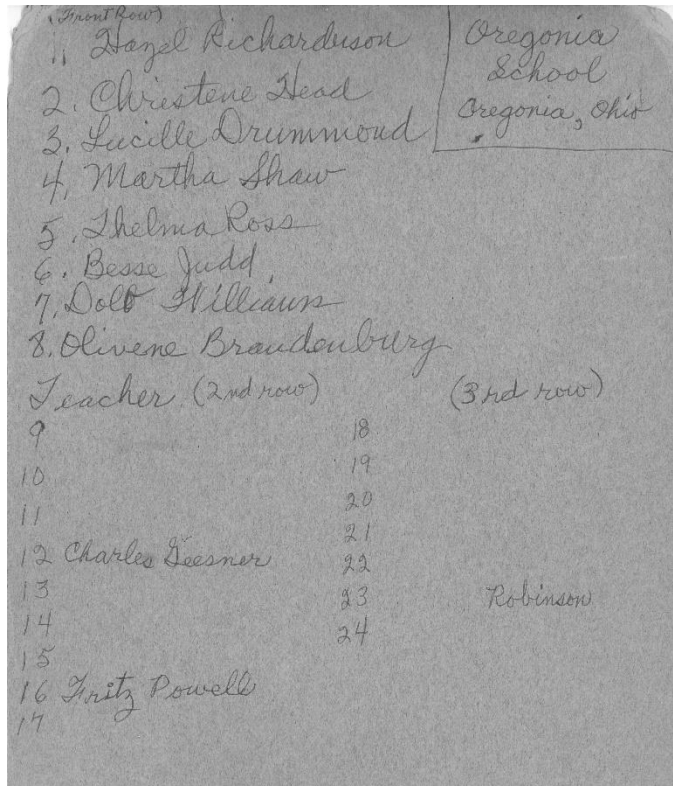 (Front Row)
1. Hazel Richardson
2. Christene Head
3. Lucille Drummond
4. Martha Shaw
5. Thelma Ross
6. Besse Judd
7. Williams
8. Olivene Brandenburg
Oregonia
School
Oregonia, Ohio
Teacher (2nd row)
9
10
11
12 Charles
13
14
15
16 Fritz Powell
17
(3rd row)
18
19
20
21
22
23 Robinson
24